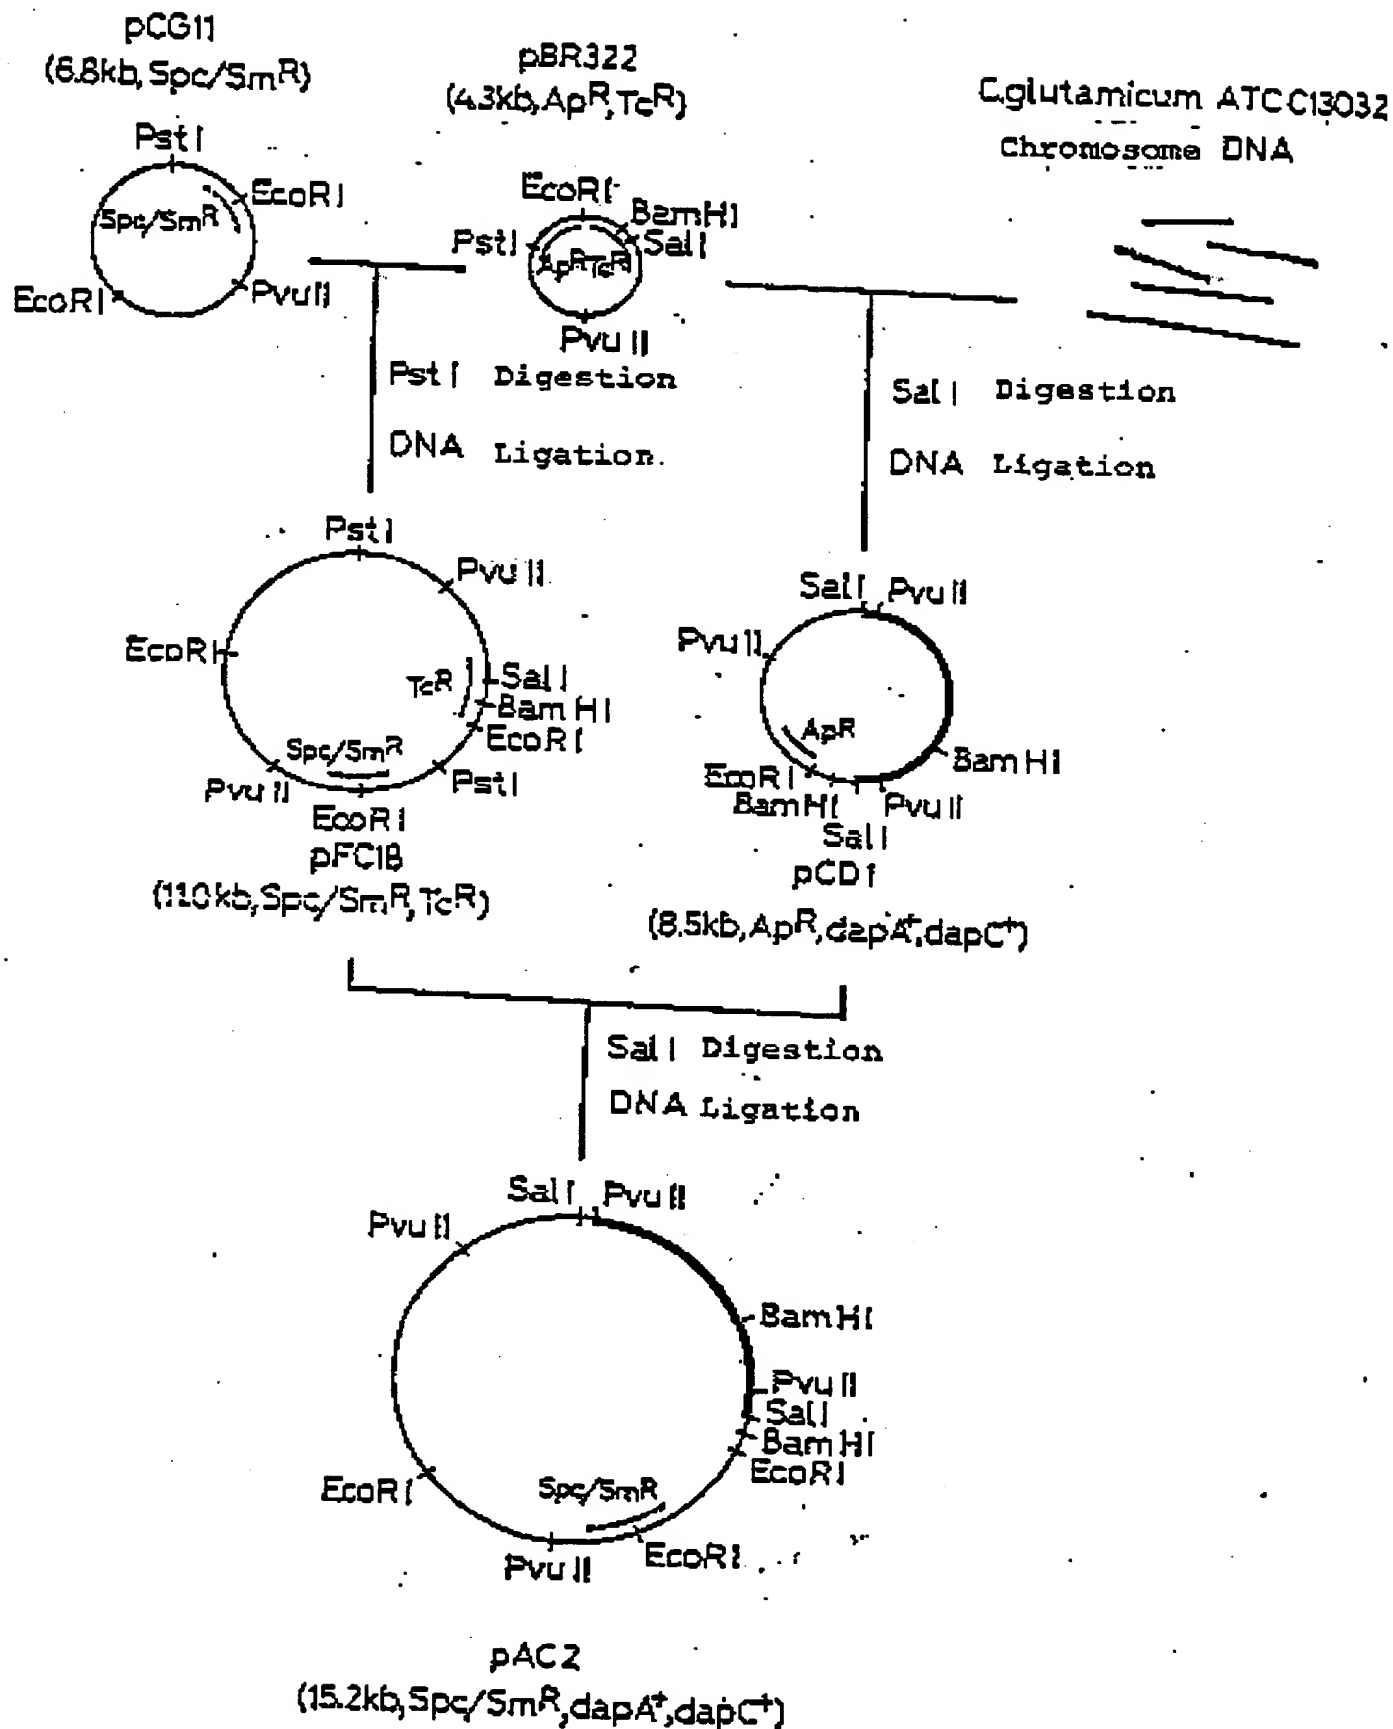 pCG11
(6.8kb, Spc/SmR)
PstI
EcoRI
Spc/SmR
EcoRI
PvuII
pBR322
(4.3kb, ApR, TcR)
EcoRI
BamHI
PstI
SalI
ApR TcR
PvuII
C.glutamicum ATCC13032
Chromosome DNA
PstI Digestion
DNA Ligation.
SalI Digestion
DNA Ligation
PstI
PvuII
EcoRI
TcR
SalI
BamHI
EcoRI
Spc/SmR
PvuII
PstI
EcoRI
pFC18
(11.0kb, Spc/SmR, TcR)
SalI PvuII
PvuII
ApR
BamHI
EcoRI
BamHI
PvuII
SalI
pCD1
(8.5kb, ApR, dapA+, dapC+)
SalI Digestion
DNA Ligation
SalI PvuII
PvuII
BamHI
PvuII
SalI
BamHI
EcoRI
EcoRI
Spc/SmR
PvuII
EcoRI
pAC2
(15.2kb, Spc/SmR, dapA+, dapC+)